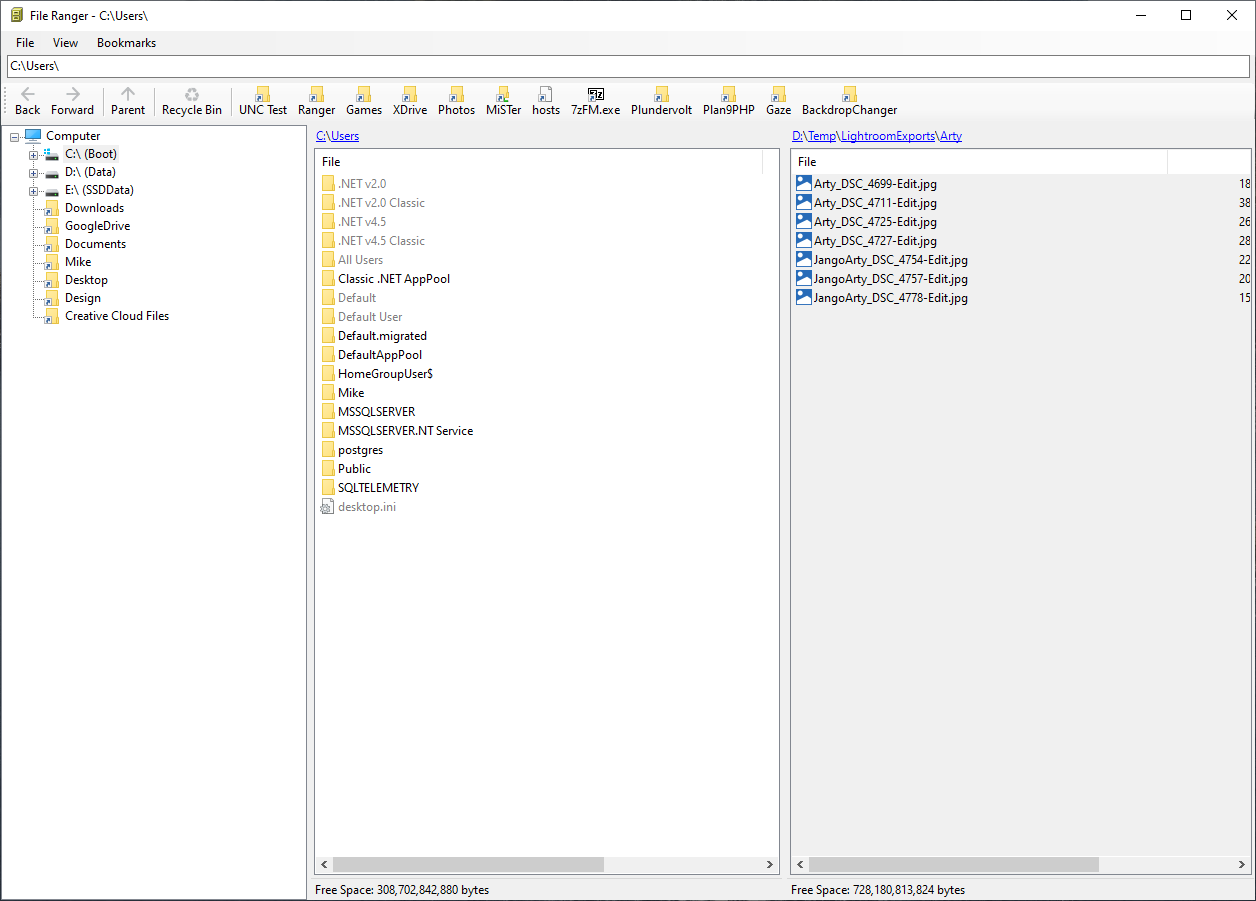 File Ranger - C:\Users\
File View Bookmarks
C:\Users\
Back Forward Parent Recycle Bin UNC Test Ranger Games XDrive Photos MiSTer hosts 7zFM.exe Plundervolt Plan9PHP Gaze BackdropChanger
Computer
C:\ (Boot)
D:\ (Data)
E:\ (SSDData)
Downloads
GoogleDrive
Documents
Mike
Desktop
Design
Creative Cloud Files
C:\Users
File
.NET v2.0
.NET v2.0 Classic
.NET v4.5
.NET v4.5 Classic
All Users
Classic .NET AppPool
Default
Default User
Default.migrated
DefaultAppPool
HomeGroupUser$
Mike
MSSQLSERVER
MSSQLSERVER.NT Service
postgres
Public
SQLTELEMETRY
desktop.ini
Free Space: 308,702,842,880 bytes
D:\Temp\LightroomExports\Arty
File
Arty_DSC_4699-Edit.jpg 18
Arty_DSC_4711-Edit.jpg 38
Arty_DSC_4725-Edit.jpg 26
Arty_DSC_4727-Edit.jpg 28
JangoArty_DSC_4754-Edit.jpg 22
JangoArty_DSC_4757-Edit.jpg 20
JangoArty_DSC_4778-Edit.jpg 15
Free Space: 728,180,813,824 bytes